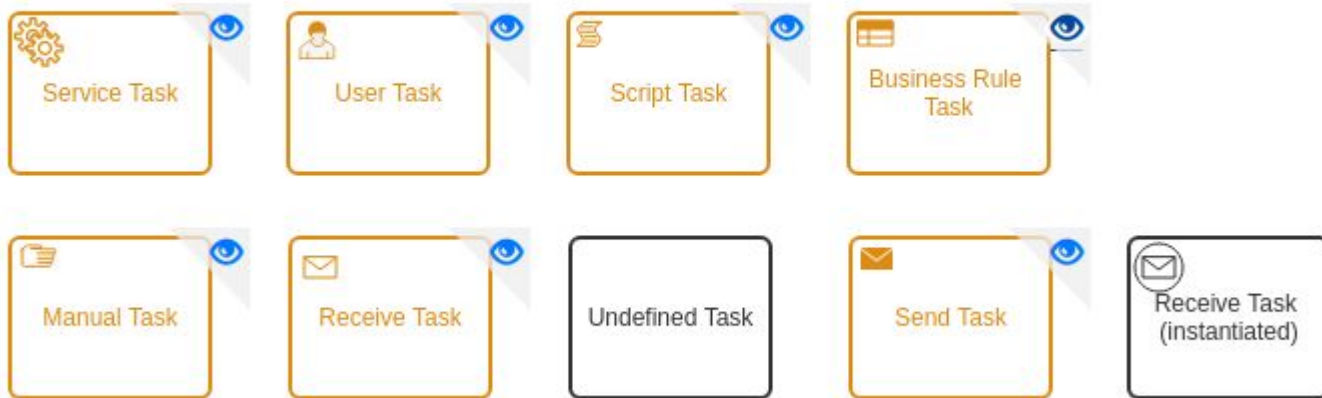 Service Task
User Task
Script Task
Business Rule
Task
Manual Task
Receive Task
Undefined Task
Send Task
Receive Task
(instantiated)